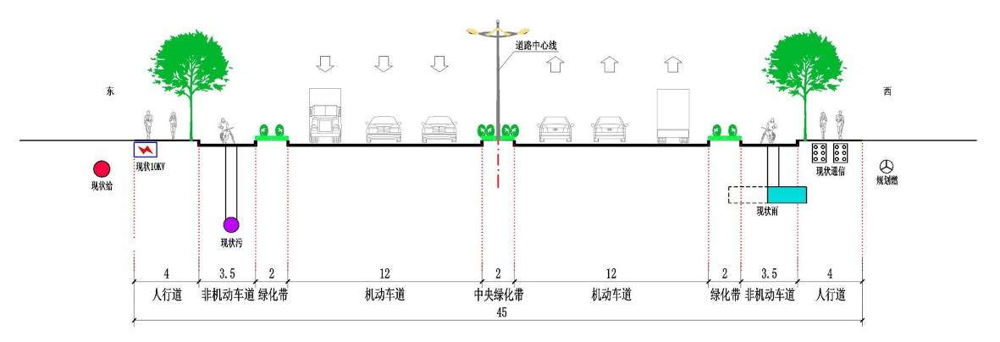 道路中心线
东
西
现状10KV
现状给
现状污
现状通信
规划燃
现状雨
4
3.5
2
12
2
12
2
3.5
4
人行道
非机动车道
绿化带
机动车道
中央绿化带
机动车道
绿化带
非机动车道
人行道
45